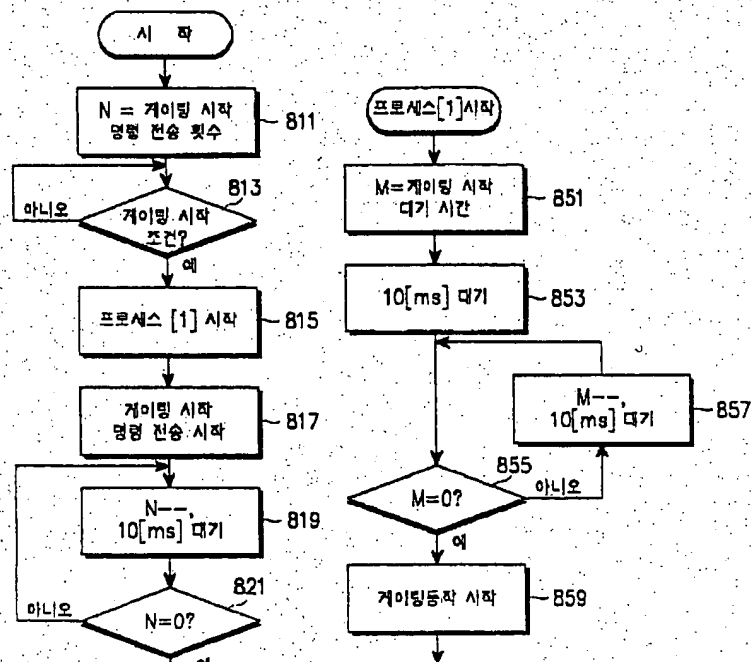 시 작
N = 게이팅 시작
명령 전송 횟수
811
813
아니오
게이팅 시작
조건?
예
프로세스 [1] 시작
815
게이팅 시작
명령 전송 시작
817
N--,
10[ms] 대기
819
821
아니오
N=0?
프로세스[1]시작
M=게이팅 시작
대기 시간
851
10[ms] 대기
853
M--,
10[ms] 대기
857
855
M=0?
아니오
예
게이팅동작 시작
859